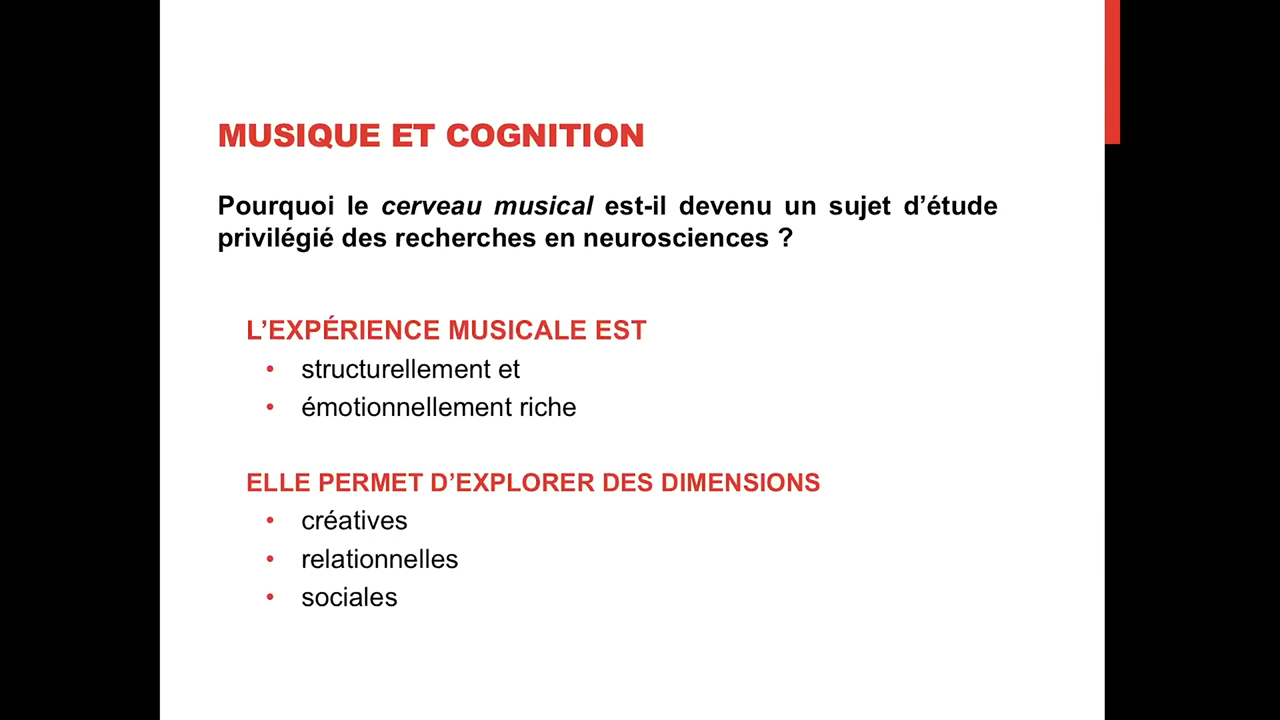 MUSIQUE ET COGNITION
Pourquoi le cerveau musical est-il devenu un sujet d’étude
privilégié des recherches en neurosciences ?
L’EXPÉRIENCE MUSICALE EST
• structurellement et
• émotionnellement riche
ELLE PERMET D’EXPLORER DES DIMENSIONS
• créatives
• relationnelles
• sociales